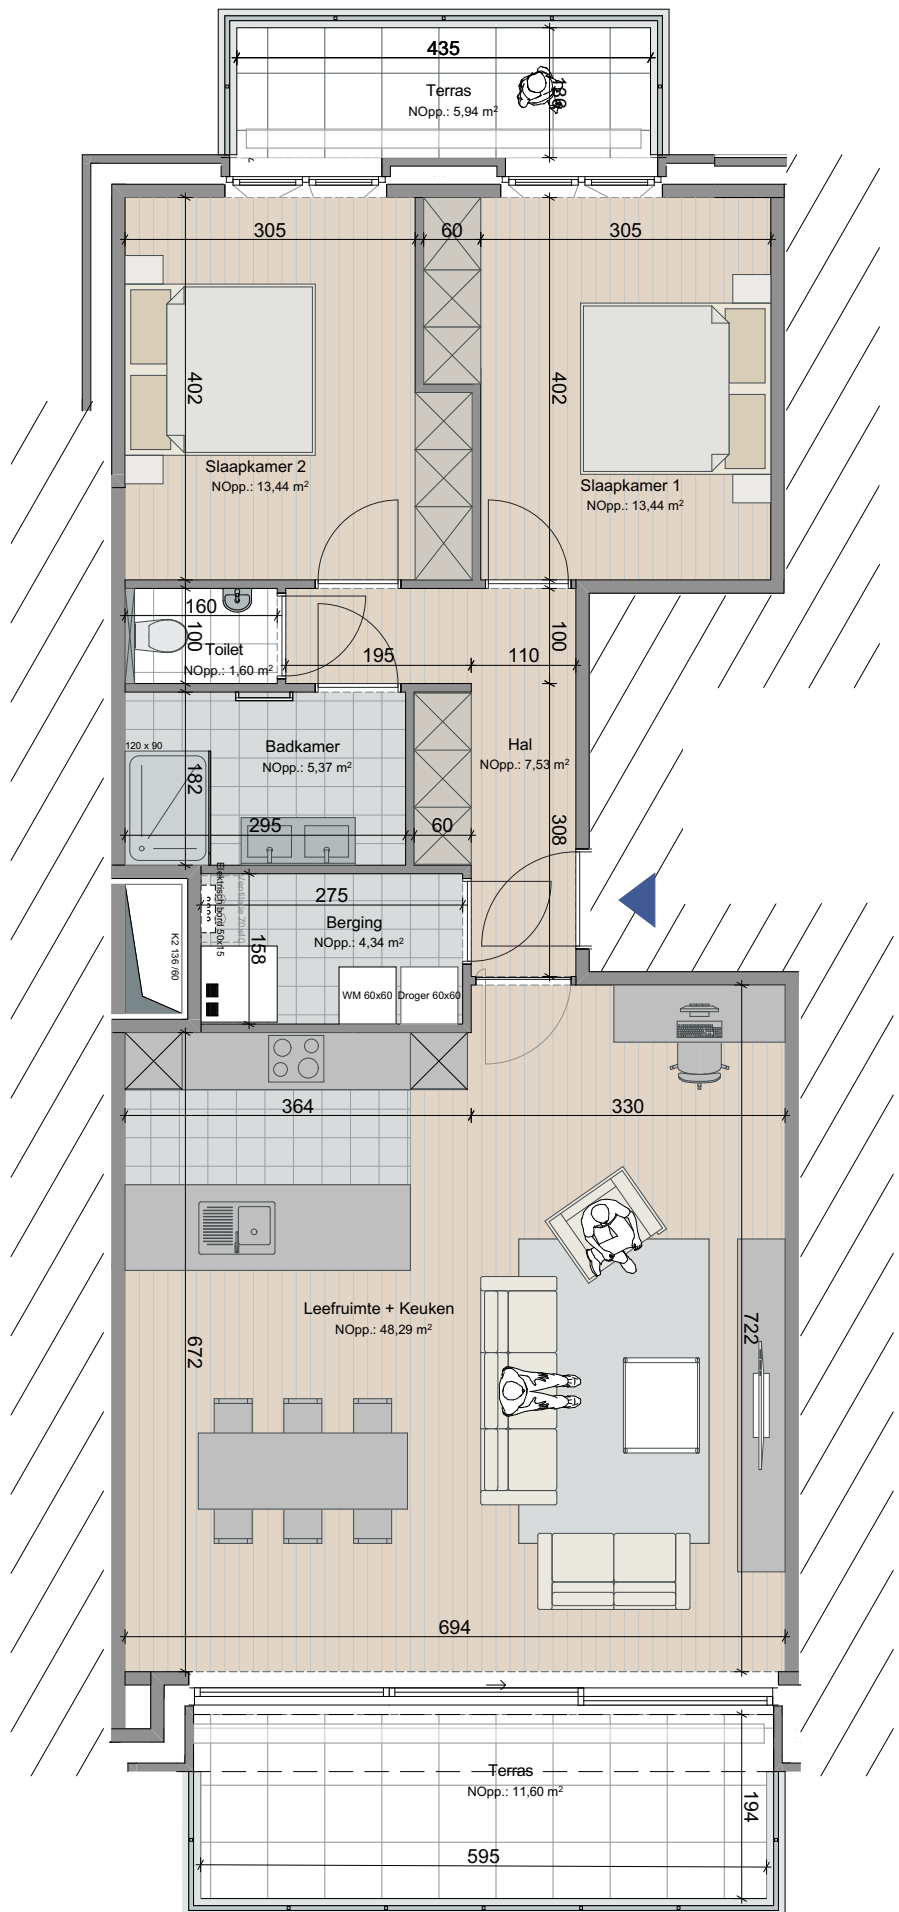 435
Terras
NOpp.: 5,94 m²
305
60
305
402
402
Slaapkamer 2
NOpp.: 13,44 m²
Slaapkamer 1
NOpp.: 13,44 m²
160
100
Toilet
NOpp.: 1,60 m²
195
110
100
120 x 90
182
Badkamer
NOpp.: 5,37 m²
Hal
NOpp.: 7,53 m²
295
60
308
Elektrisch bord 50x15
275
Berging
NOpp.: 4,34 m²
158
K2 136 /60
WM 60x60
Droger 60x60
364
330
Leefruimte + Keuken
NOpp.: 48,29 m²
672
722
694
Terras
NOpp.: 11,60 m²
194
595